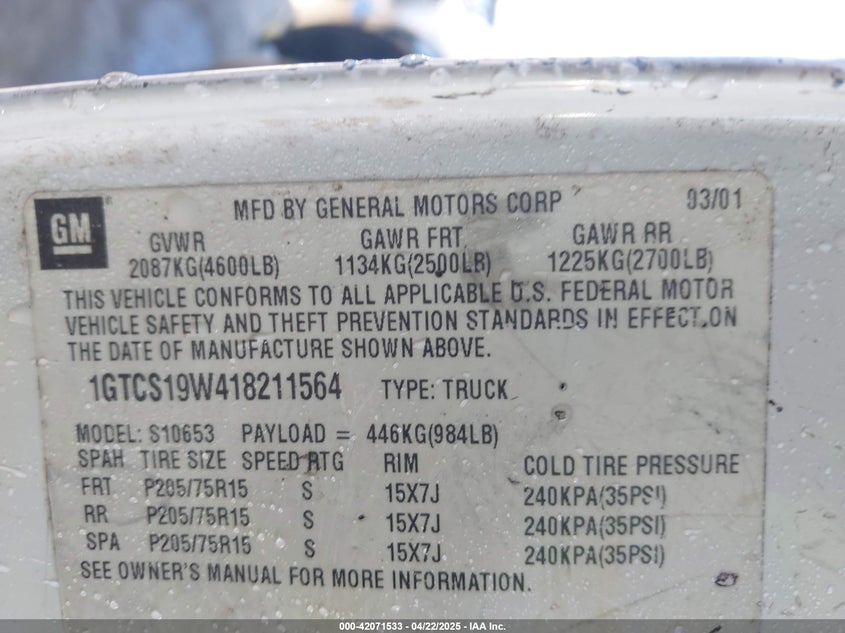 GM
MFD BY GENERAL MOTORS CORP 03/01
GVWR GAWR FRT GAWR RR
2087KG(4600LB) 1134KG(2500LB) 1225KG(2700LB)
THIS VEHICLE CONFORMS TO ALL APPLICABLE U.S. FEDERAL MOTOR
VEHICLE SAFETY AND THEFT PREVENTION STANDARDS IN EFFECT ON
THE DATE OF MANUFACTURE SHOWN ABOVE.
1GTCS19W418211564 TYPE: TRUCK
MODEL: S10653 PAYLOAD = 446KG(984LB)
SPAH TIRE SIZE SPEED RTG RIM COLD TIRE PRESSURE
FRT P205/75R15 S 15X7J 240KPA(35PSI)
RR P205/75R15 S 15X7J 240KPA(35PSI)
SPA P205/75R15 S 15X7J 240KPA(35PSI)
SEE OWNER'S MANUAL FOR MORE INFORMATION.
000-42071533 - 04/22/2025 - IAA Inc.